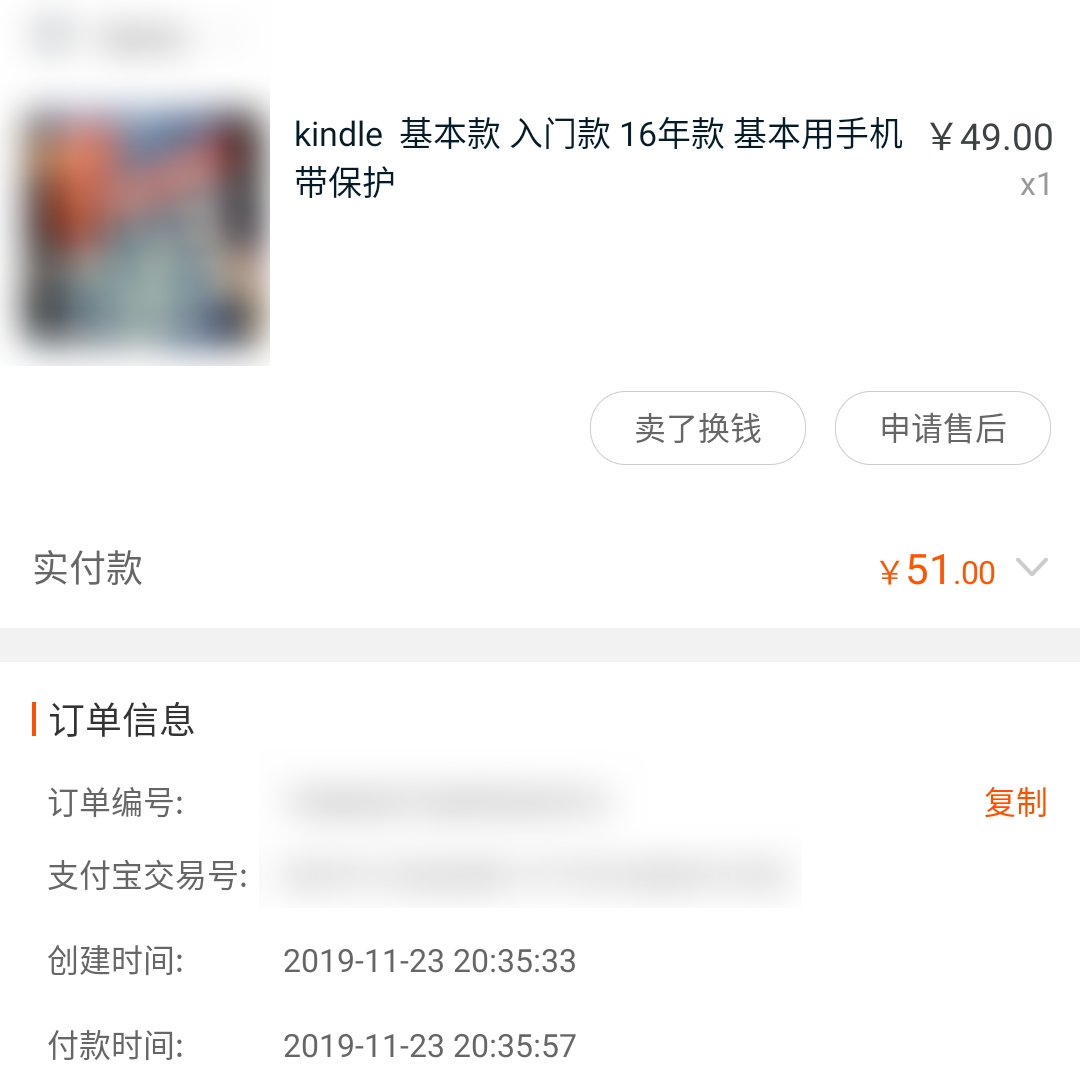 kindle 基本款 入门款 16年款 基本用手机 ￥49.00
带保护 x1
卖了换钱 申请售后
实付款 ￥51.00
订单信息
订单编号: 复制
支付宝交易号:
创建时间: 2019-11-23 20:35:33
付款时间: 2019-11-23 20:35:57